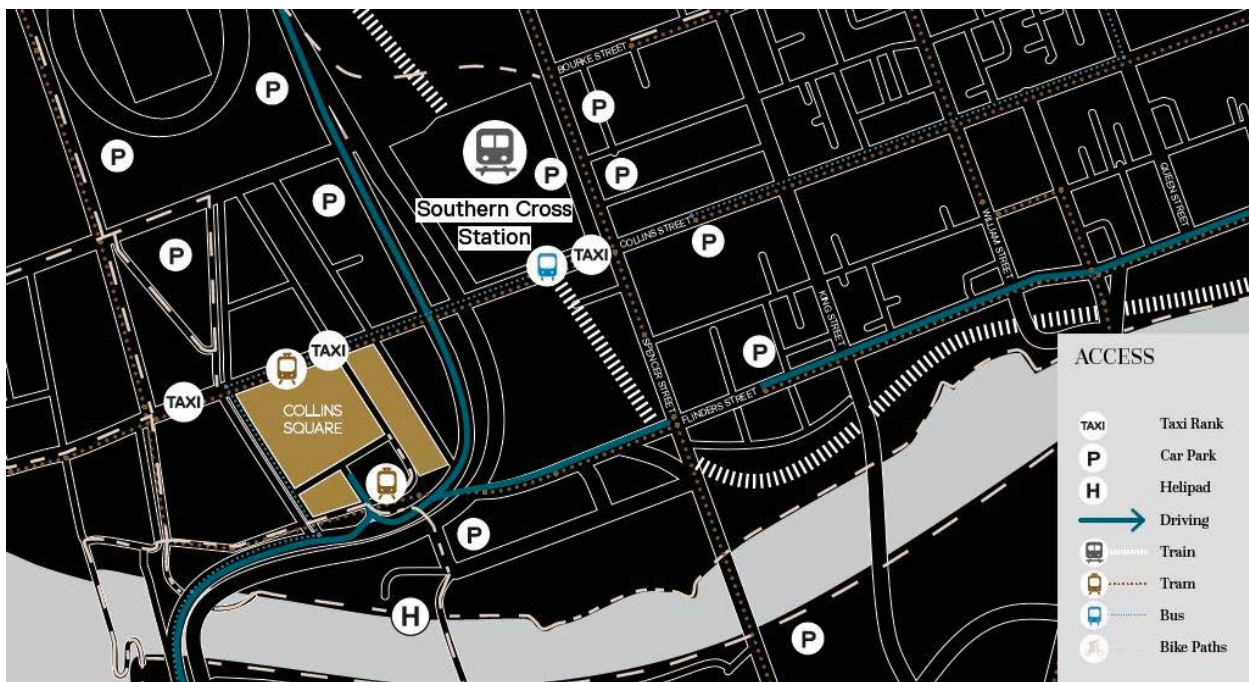 P
P
P
P
P
P
P
BOURKE STREET
Southern Cross
Station
TAXI
COLLINS STREET
P
WILLIAM STREET
QUEEN STREET
KING STREET
SPENCER STREET
P
FLINDERS STREET
TAXI
TAXI
COLLINS
SQUARE
P
H
P
ACCESS
TAXI Taxi Rank
P Car Park
H Helipad
Driving
Train
Tram
Bus
Bike Paths